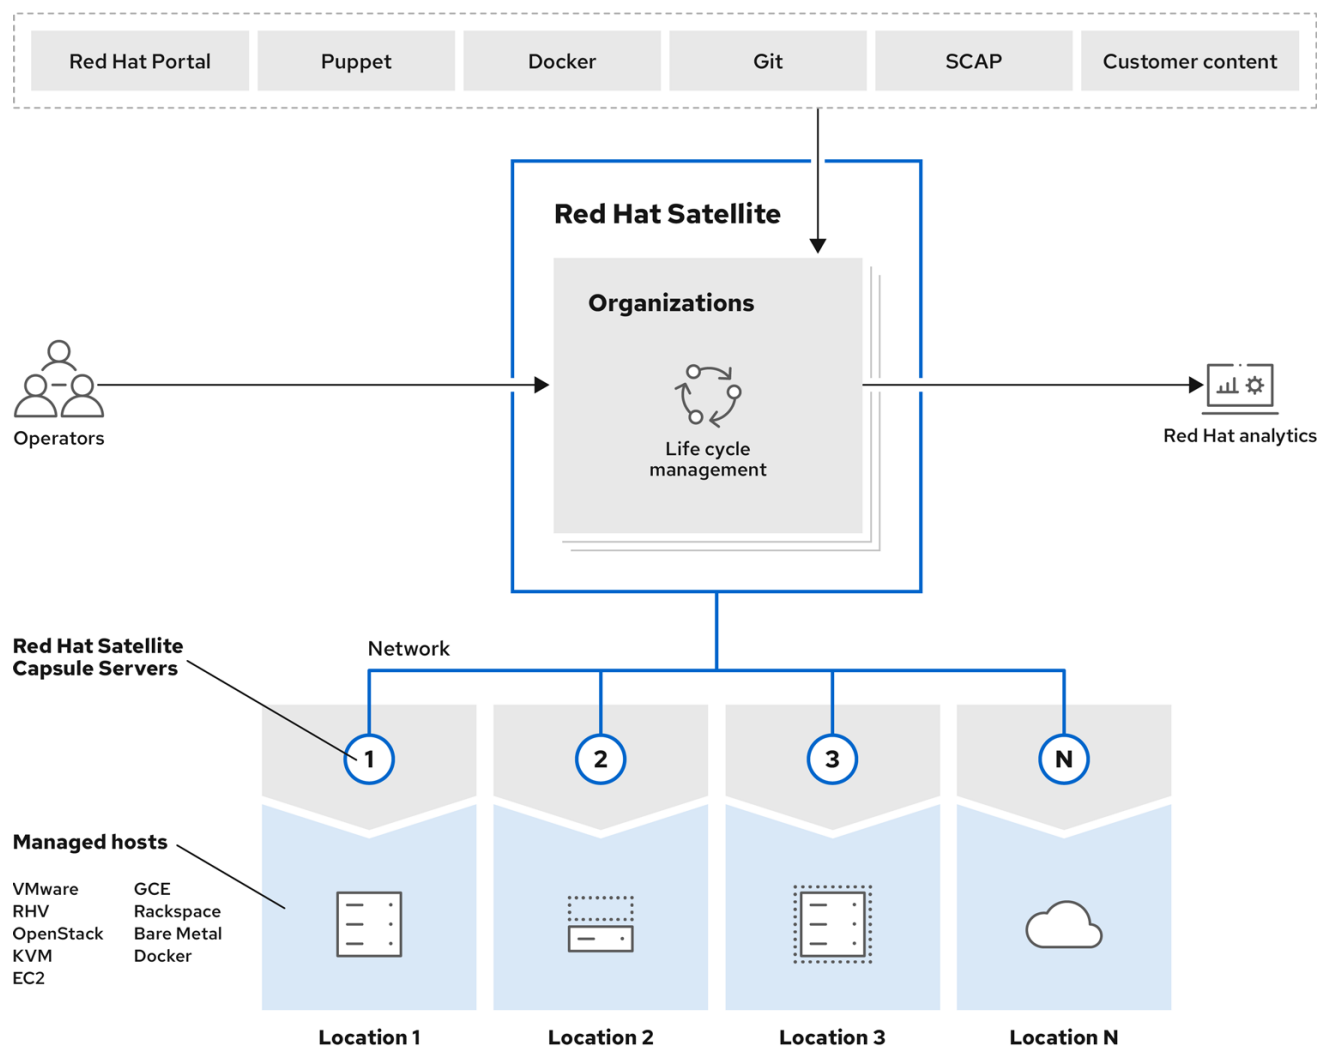 Red Hat Portal
Puppet
Docker
Git
SCAP
Customer content
Red Hat Satellite
Organizations
Life cycle
management
Operators
Red Hat analytics
Red Hat Satellite
Capsule Servers
Network
1
2
3
N
Managed hosts
VMware
RHV
OpenStack
KVM
EC2
GCE
Rackspace
Bare Metal
Docker
Location 1
Location 2
Location 3
Location N